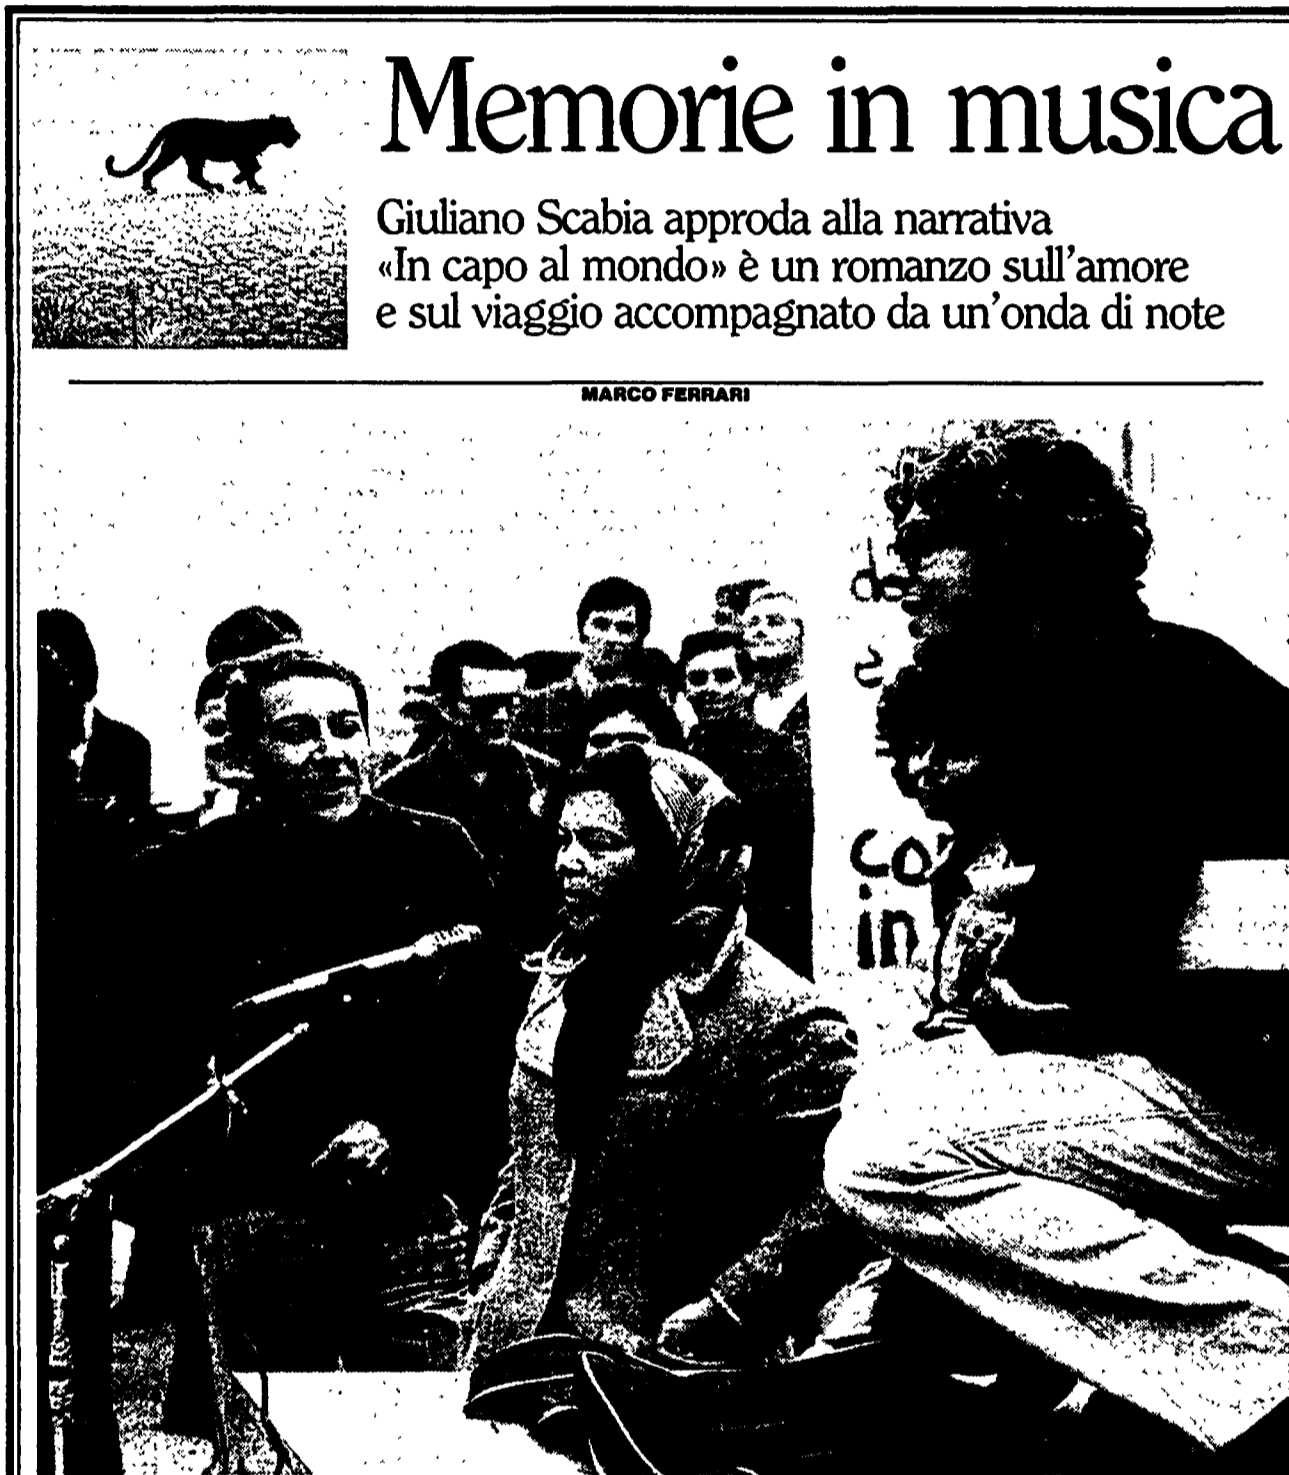 Memorie in musica
Giuliano Scabia approda alla narrativa
«In capo al mondo» è un romanzo sull'amore
e sul viaggio accompagnato da un'onda di note
MARCO FERRARI
in